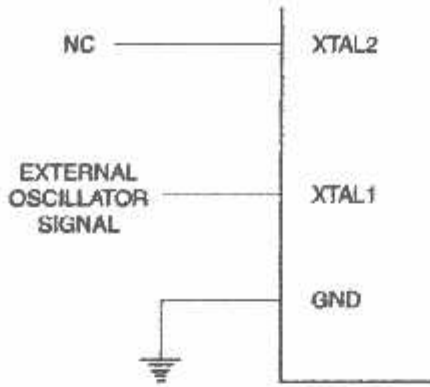 NC
XTAL2
EXTERNAL
OSCILLATOR
SIGNAL
XTAL1
GND